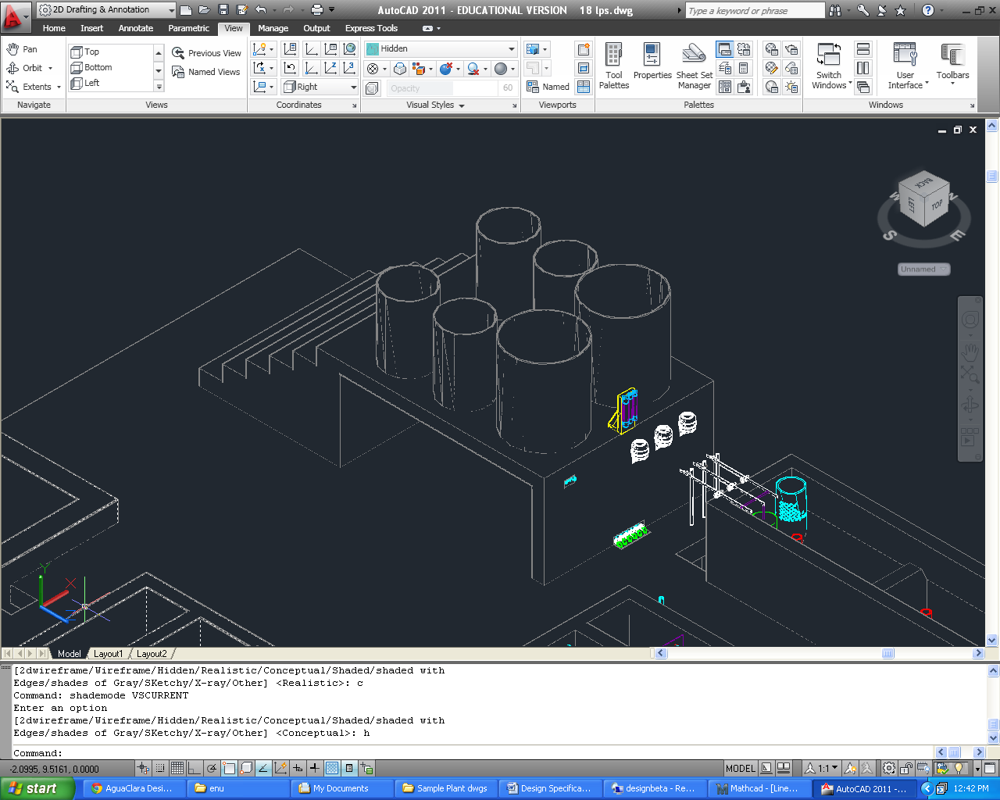 2D Drafting & Annotation
AutoCAD 2011 - EDUCATIONAL VERSION 18 lps.dwg
Type a keyword or phrase
Home Insert Annotate Parametric View Manage Output Express Tools
Pan
Orbit
Extents
Navigate
Top
Bottom
Left
Previous View
Named Views
Views
Right
Coordinates
Hidden
Opacity 60
Visual Styles
Named
Viewports
Tool Palettes
Properties
Sheet Set Manager
Palettes
Switch Windows
User Interface
Toolbars
Windows
BACK
LEFT
TOP
W
N
S
E
Unnamed
Y
X
Model Layout1 Layout2
[2dwireframe/Wireframe/Hidden/Realistic/Conceptual/Shaded/shaded with
Edges/shades of Gray/SKetchy/X-ray/Other] <Realistic>: c
Command: shademode VSCURRENT
Enter an option
[2dwireframe/Wireframe/Hidden/Realistic/Conceptual/Shaded/shaded with
Edges/shades of Gray/SKetchy/X-ray/Other] <Conceptual>: h
Command:
-2.0995, 9.5161, 0.0000
MODEL
1:1
start
AguaClara Desi...
enu
My Documents
Sample Plant dwgs
Design Specifica...
designbeta - Re...
Mathcad - [Line...
AutoCAD 2011 -...
12:42 PM